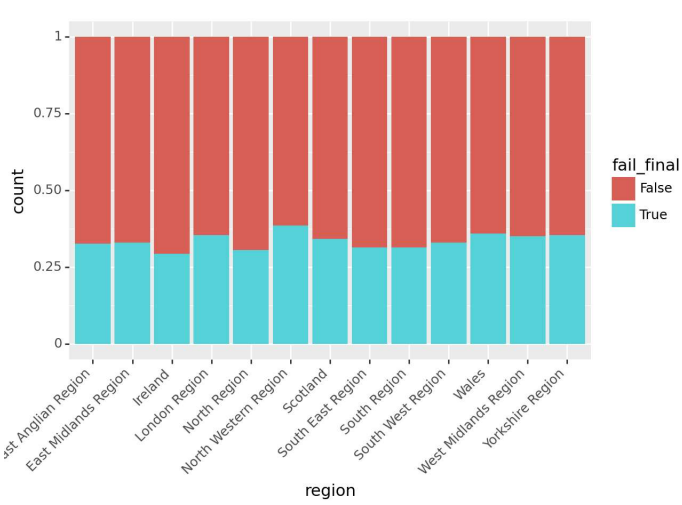 1
0.75
0.50
0.25
0
count
Anglian Region
East Midlands Region
Ireland
London Region
North Region
North Western Region
Scotland
South East Region
South Region
South West Region
Wales
West Midlands Region
Yorkshire Region
region
fail_final
False
True